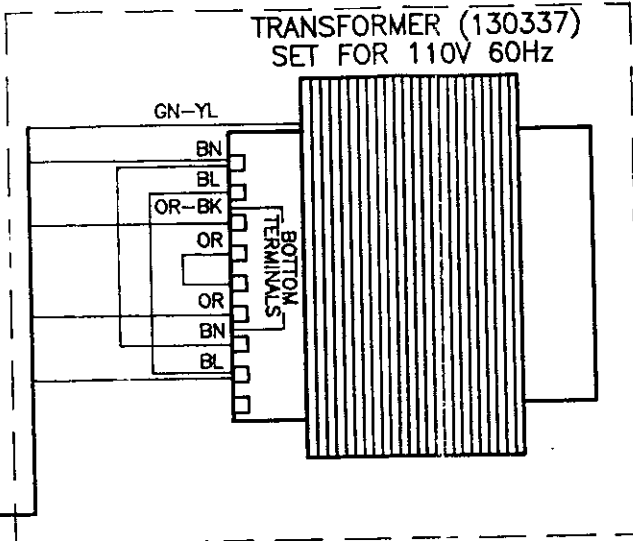 TRANSFORMER (130337)
SET FOR 110V 60Hz
GN-YL
BN
BL
OR-BK
OR
OR
BN
BL
BOTTOM
TERMINALS